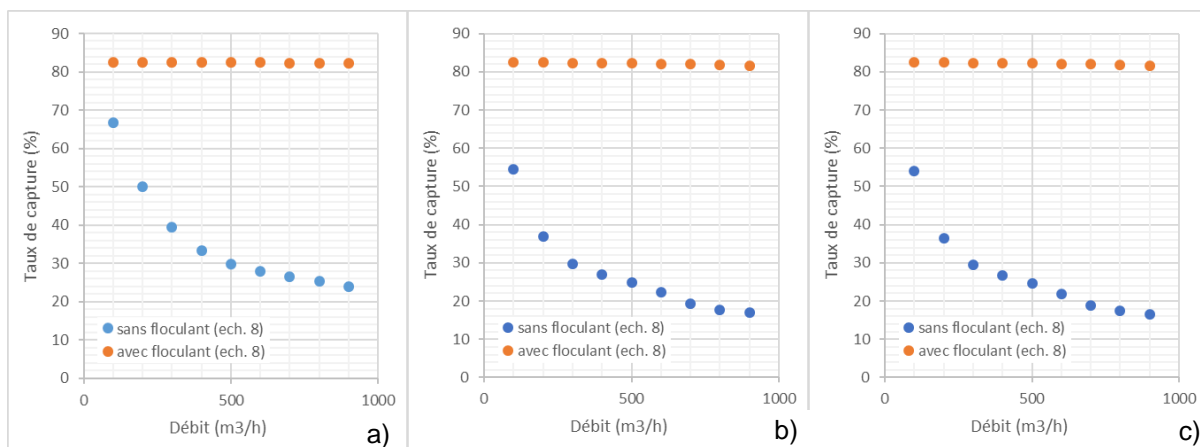 90
80
70
60
50
40
30
20
10
0
Taux de capture (%)
sans floculant (ech. 8)
avec floculant (ech. 8)
0
500
1000
Débit (m3/h)
a)
90
80
70
60
50
40
30
20
10
0
Taux de capture (%)
sans floculant (ech. 8)
avec floculant (ech. 8)
0
500
1000
Débit (m3/h)
b)
90
80
70
60
50
40
30
20
10
0
Taux de capture (%)
sans floculant (ech. 8)
avec floculant (ech. 8)
0
500
1000
Débit (m3/h)
c)